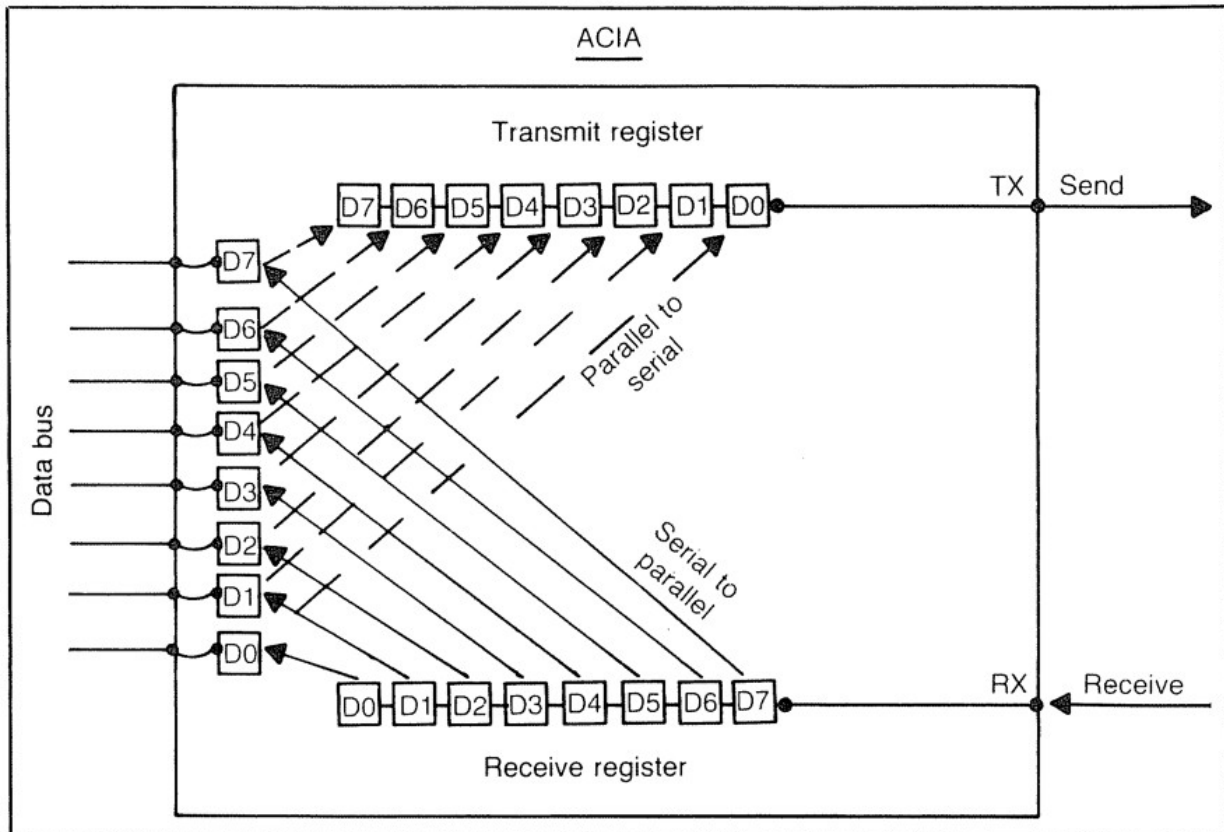 ACIA
Transmit register
D7 D6 D5 D4 D3 D2 D1 D0
TX Send
D7
D6
D5
D4
D3
D2
D1
D0
Data bus
Parallel to
serial
Serial to
parallel
D0 D1 D2 D3 D4 D5 D6 D7
RX Receive
Receive register